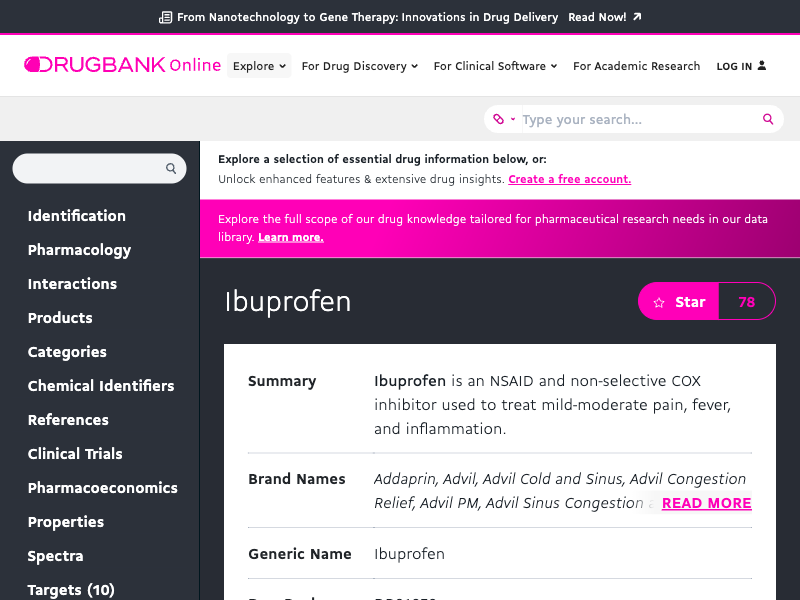 From Nanotechnology to Gene Therapy: Innovations in Drug Delivery Read Now!
DRUGBANK Online
Explore
For Drug Discovery
For Clinical Software
For Academic Research
LOG IN
Type your search...
Explore a selection of essential drug information below, or:
Unlock enhanced features & extensive drug insights. Create a free account.
Explore the full scope of our drug knowledge tailored for pharmaceutical research needs in our data
library. Learn more.
Identification
Pharmacology
Interactions
Products
Categories
Chemical Identifiers
References
Clinical Trials
Pharmacoeconomics
Properties
Spectra
Targets (10)
Ibuprofen
Star
78
Summary
Ibuprofen is an NSAID and non-selective COX
inhibitor used to treat mild-moderate pain, fever,
and inflammation.
Brand Names
Addaprin, Advil, Advil Cold and Sinus, Advil Congestion
Relief, Advil PM, Advil Sinus Congestion READ MORE
Generic Name
Ibuprofen